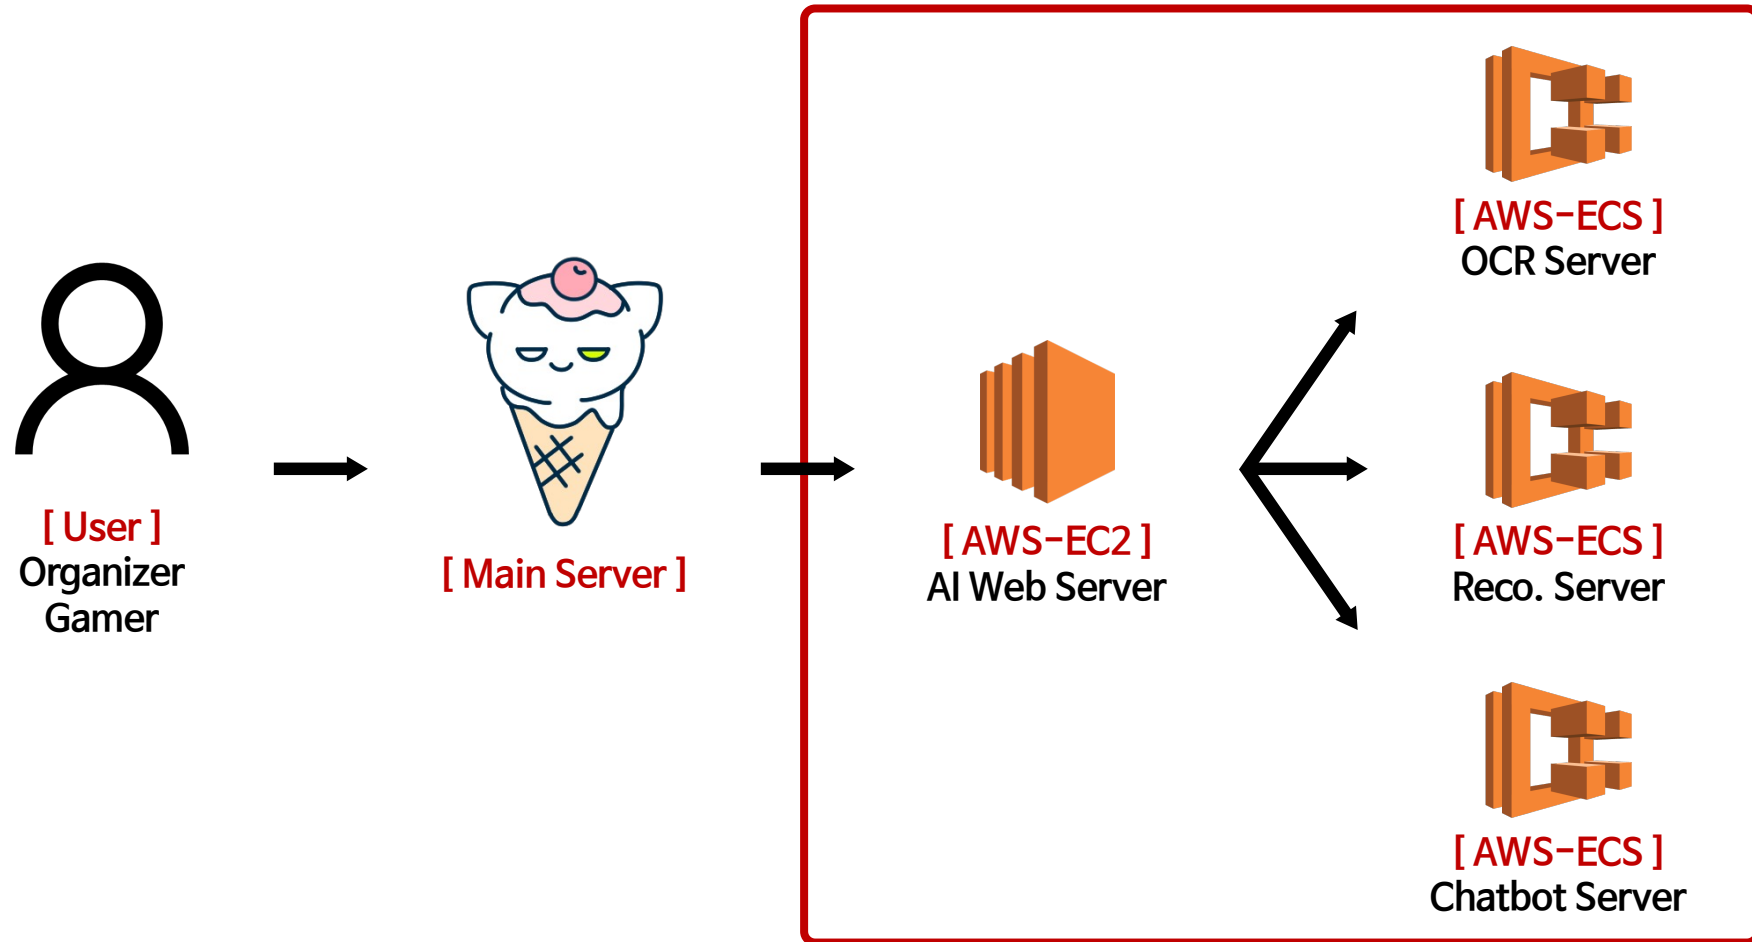 [ User ]
Organizer
Gamer
[ Main Server ]
[ AWS-EC2 ]
AI Web Server
[ AWS-ECS ]
OCR Server
[ AWS-ECS ]
Reco. Server
[ AWS-ECS ]
Chatbot Server